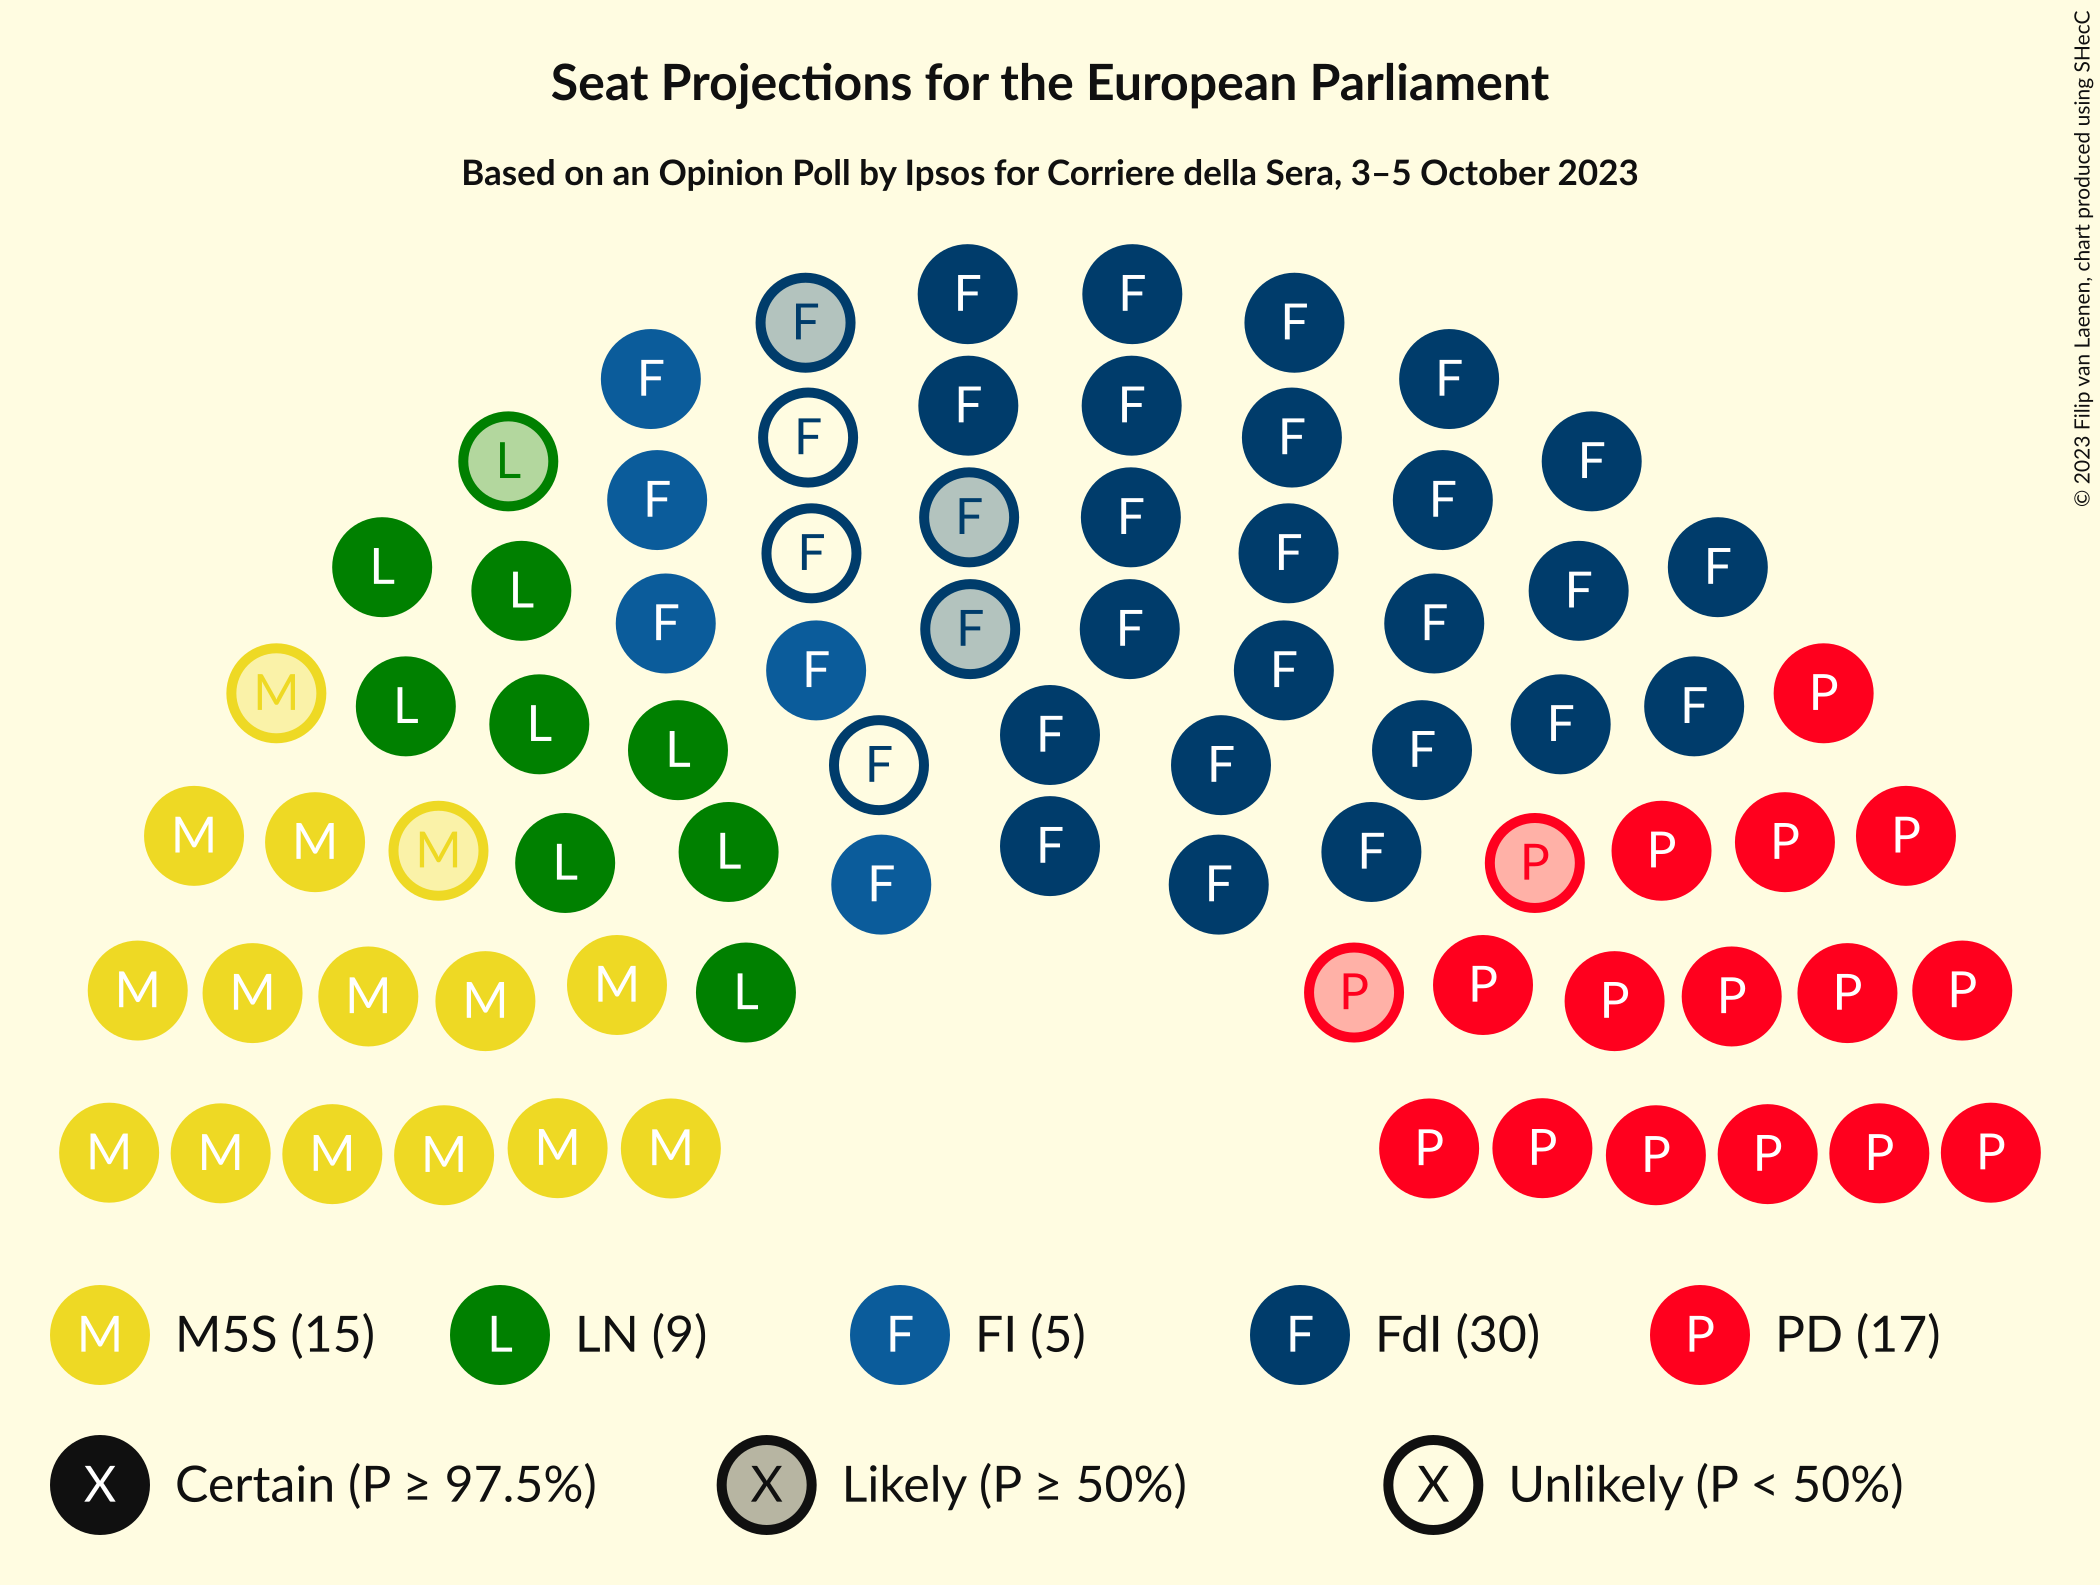 Seat Projections for the European Parliament
Based on an Opinion Poll by Ipsos for Corriere della Sera, 3–5 October 2023
© 2023 Filip van Laenen, chart produced using SHecC
F F
F F
F F
F F
F F
F F
L F
F F
F F
F F
L F F L
L F F F F F F
M L L L F F F F F F P
F F F
M M M L L F F F F P P P P
M M M M M L P P P P P P
M M M M M M P P P P P P
M M5S (15) L LN (9) F FI (5) F FdI (30) P PD (17)
X Certain (P ≥ 97.5%) X Likely (P ≥ 50%) X Unlikely (P < 50%)